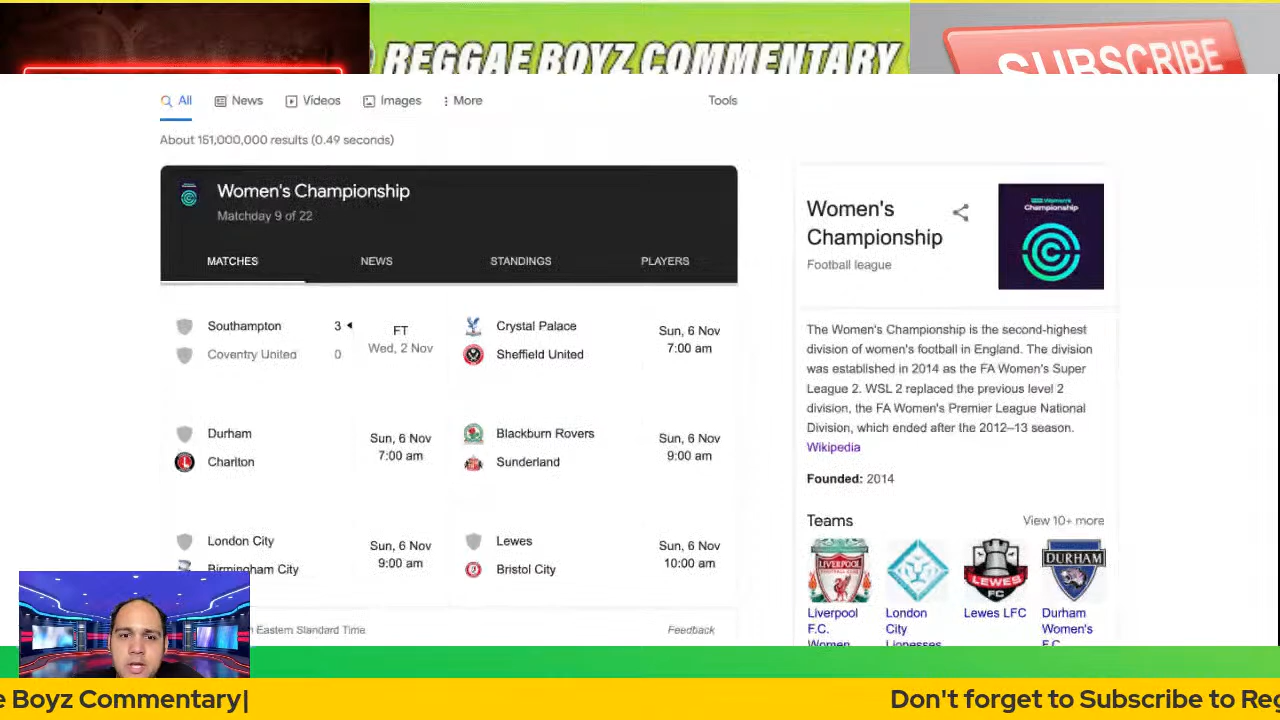 REGGAE BOYZ COMMENTARY
SUBSCRIBE
All
News
Videos
Images
More
Tools
About 151,000,000 results (0.49 seconds)
Women's Championship
Matchday 9 of 22
MATCHES
NEWS
STANDINGS
PLAYERS
Southampton 3
Coventry United 0
FT
Wed, 2 Nov
Crystal Palace
Sheffield United
Sun, 6 Nov
7:00 am
Durham
Charlton
Sun, 6 Nov
7:00 am
Blackburn Rovers
Sunderland
Sun, 6 Nov
9:00 am
London City
Birmingham City
Sun, 6 Nov
9:00 am
Lewes
Bristol City
Sun, 6 Nov
10:00 am
Eastern Standard Time
Feedback
Women's
Championship
Football league
Championship
The Women's Championship is the second-highest
division of women's football in England. The division
was established in 2014 as the FA Women's Super
League 2. WSL 2 replaced the previous level 2
division, the FA Women's Premier League National
Division, which ended after the 2012–13 season.
Wikipedia
Founded: 2014
Teams
View 10+ more
LIVERPOOL
LEWES
FC
DURHAM
Liverpool
F.C.
Women
London
City
Lionesses
Lewes LFC
Durham
Women's
F.C.
e Boyz Commentary|
Don't forget to Subscribe to Reg